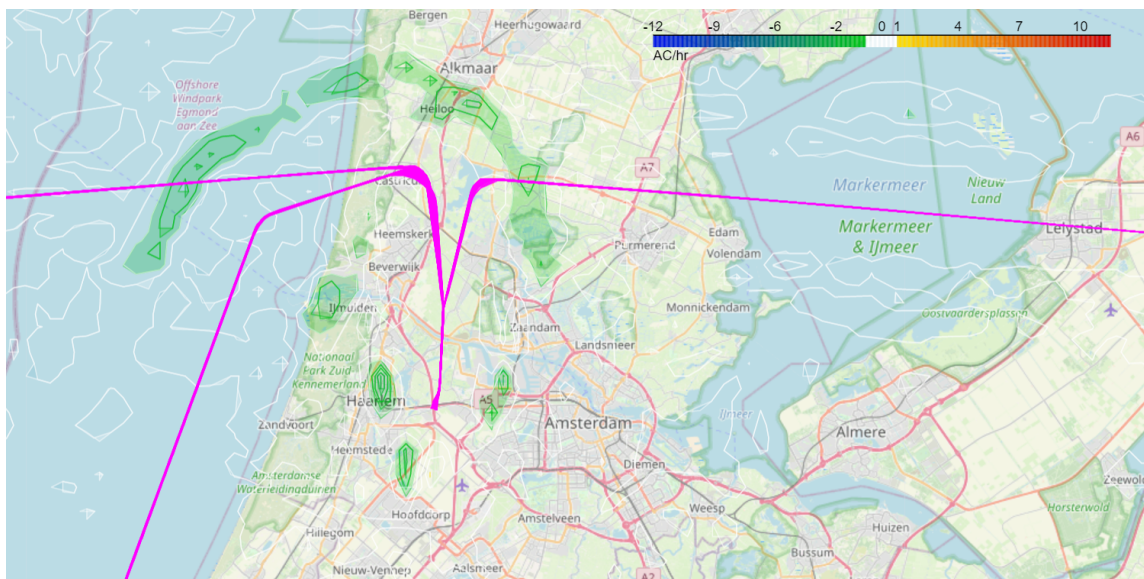 Bergen
Heerhugowaard
-12
-9
-6
-2
0
1
4
7
10
AC/hr
Alkmaar
Offshore
Windpark
Egmond
aan Zee
Heiloo
A7
A6
Markermeer
Nieuw
Land
Markermeer
& IJmeer
Lelystad
Heemskerk
Edam
Purmerend
Volendam
Beverwijk
IJmuiden
Monnickendam
Oostvaardersplassen
Zaandam
Landsmeer
Nationaal
Park Zuid
Kennemerland
Haarlem
A5
IJmeer
Zandvoort
Amsterdam
Almere
Heemstede
Diemen
Amsterdamse
Waterleidingduinen
Zeewold
Weesp
Horsterwold
Hoofddorp
Amstelveen
Huizen
Hillegom
Bussum
Nieuw-Vennep
Aalsmeer
A2